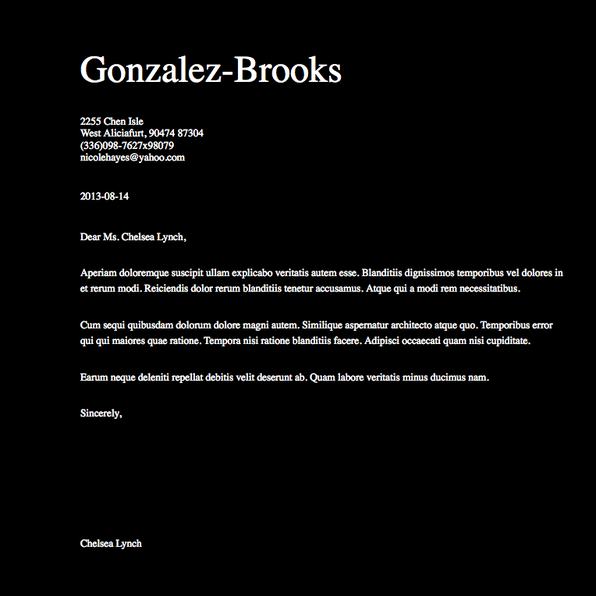 Gonzalez-Brooks
2255 Chen Isle
West Aliciafurt, 90474 87304
(336)098-7627x98079
nicolehayes@yahoo.com
2013-08-14
Dear Ms. Chelsea Lynch,
Aperiam doloremque suscipit ullam explicabo veritatis autem esse. Blanditiis dignissimos temporibus vel dolores in
et rerum modi. Reiciendis dolor rerum blanditiis tenetur accusamus. Atque qui a modi rem necessitatibus.
Cum sequi quibusdam dolorum dolore magni autem. Similique aspernatur architecto atque quo. Temporibus error
qui qui maiores quae ratione. Tempora nisi ratione blanditiis facere. Adipisci occaecati quam nisi cupiditate.
Earum neque deleniti repellat debitis velit deserunt ab. Quam labore veritatis minus ducimus nam.
Sincerely,
Chelsea Lynch